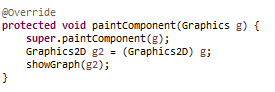 @Override
protected void paintComponent(Graphics g) {
    super.paintComponent(g);
    Graphics2D g2 = (Graphics2D) g;
    showGraph(g2);
}